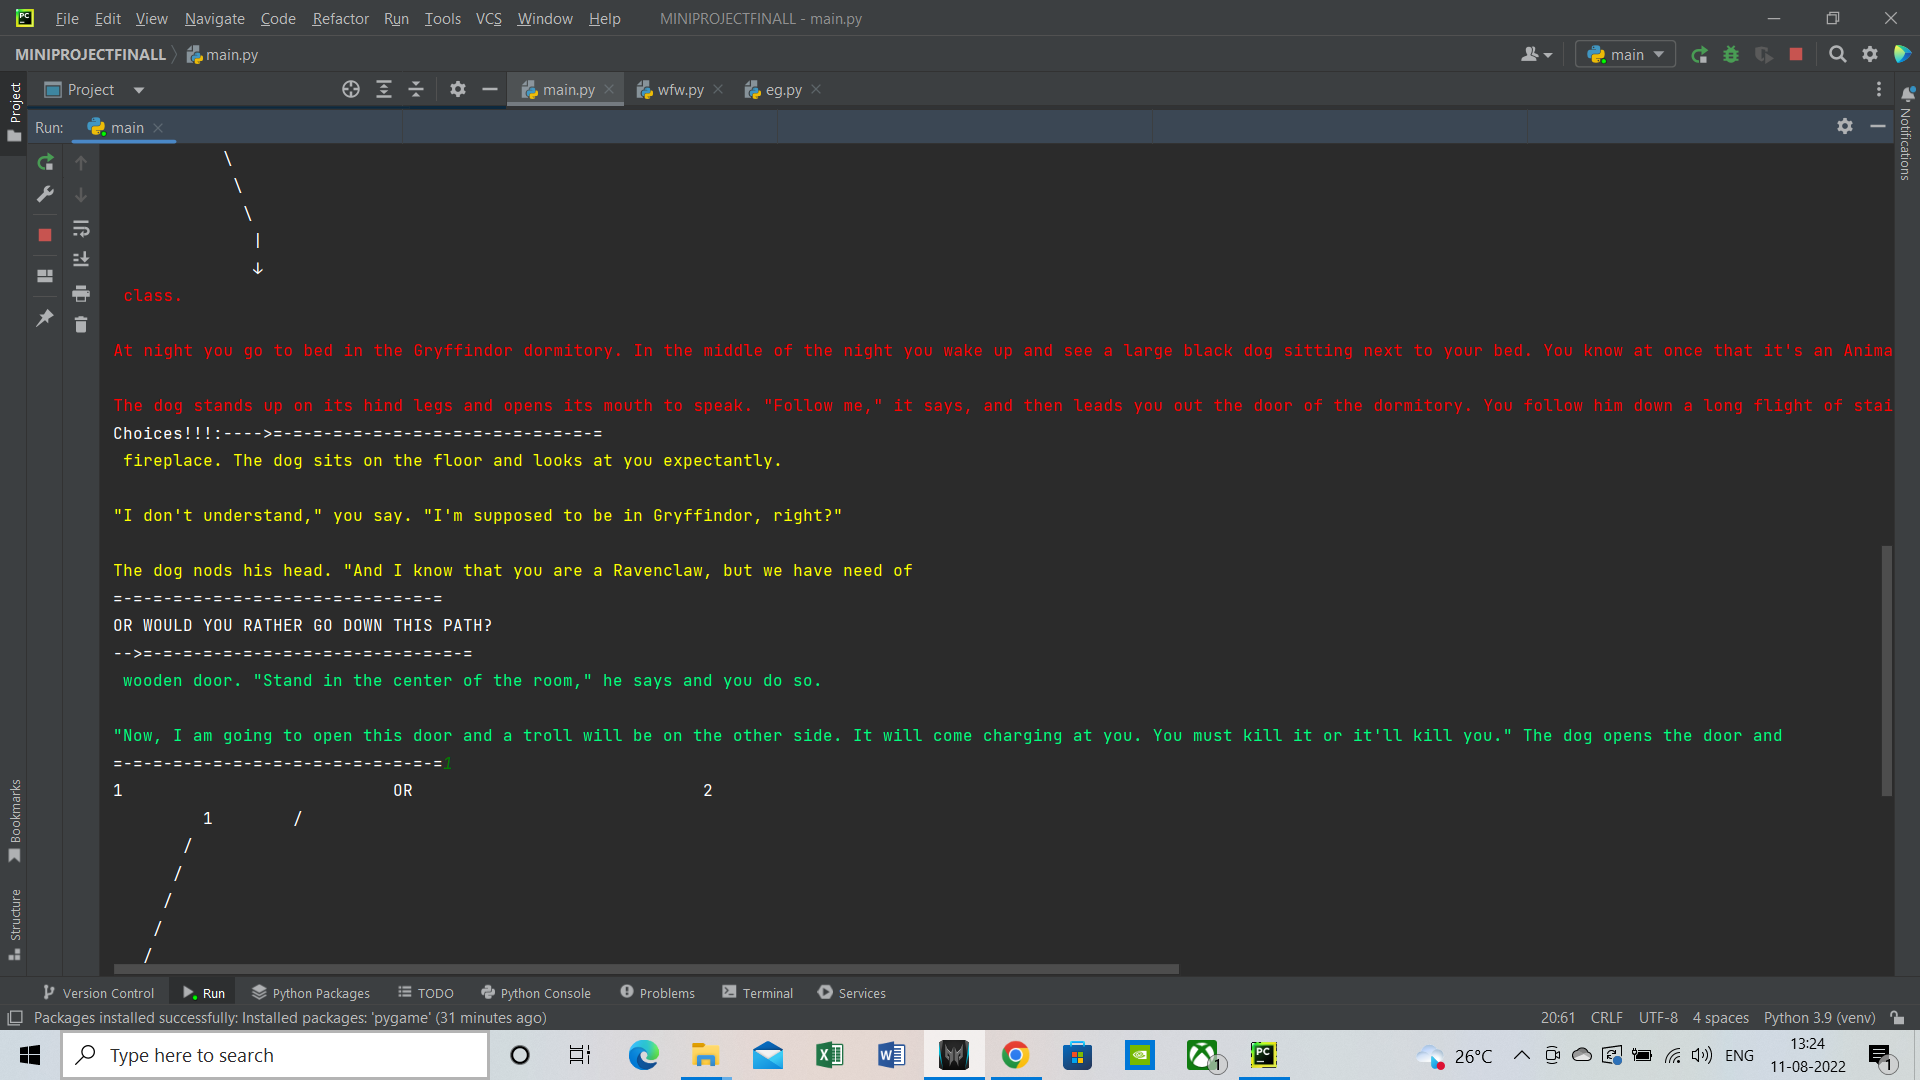 PC File Edit View Navigate Code Refactor Run Tools VCS Window Help MINIPROJECTFINALL - main.py
MINIPROJECTFINALL main.py main
Project main.py wfw.py eg.py
Project
Notifications
Run: main
\
\
\
|
↓
class.
At night you go to bed in the Gryffindor dormitory. In the middle of the night you wake up and see a large black dog sitting next to your bed. You know at once that it's an Anima
The dog stands up on its hind legs and opens its mouth to speak. "Follow me," it says, and then leads you out the door of the dormitory. You follow him down a long flight of stai
Choices!!!:---->=-=-=-=-=-=-=-=-=-=-=-=-=-=-=-=-=
fireplace. The dog sits on the floor and looks at you expectantly.
"I don't understand," you say. "I'm supposed to be in Gryffindor, right?"
The dog nods his head. "And I know that you are a Ravenclaw, but we have need of
=-=-=-=-=-=-=-=-=-=-=-=-=-=-=-=-=
OR WOULD YOU RATHER GO DOWN THIS PATH?
-->=-=-=-=-=-=-=-=-=-=-=-=-=-=-=-=-=
wooden door. "Stand in the center of the room," he says and you do so.
"Now, I am going to open this door and a troll will be on the other side. It will come charging at you. You must kill it or it'll kill you." The dog opens the door and
=-=-=-=-=-=-=-=-=-=-=-=-=-=-=-=-=1
1 OR 2
1 /
/
/
/
/
/
Bookmarks
Structure
Version Control Run Python Packages TODO Python Console Problems Terminal Services
Packages installed successfully: Installed packages: 'pygame' (31 minutes ago) 20:61 CRLF UTF-8 4 spaces Python 3.9 (venv)
Type here to search 1 PC 26°C ENG 13:24
11-08-2022 1